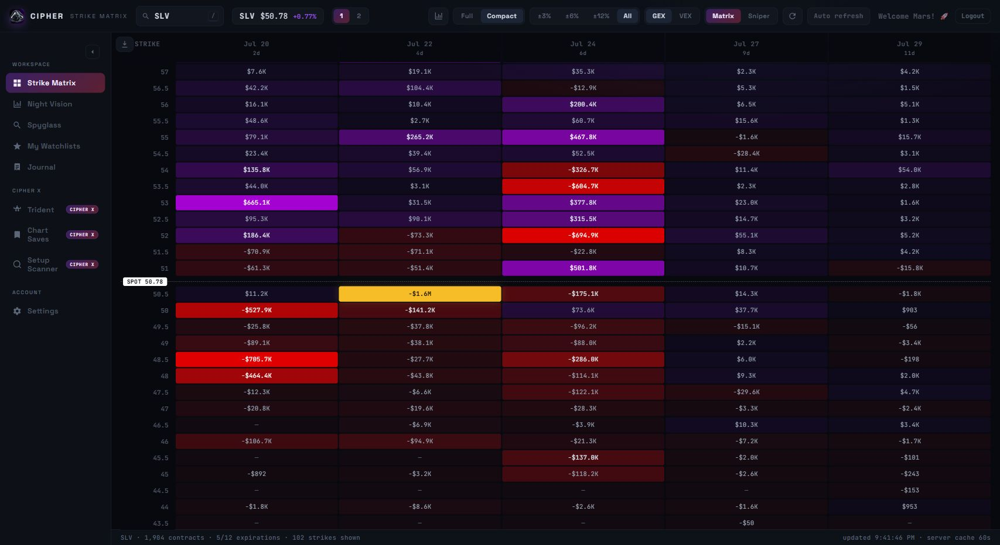 CIPHER STRIKE MATRIX SLV / SLV $50.78 +0.77% 1 2 Full Compact ±3% ±6% ±12% All GEX VEX Matrix Sniper Auto refresh Welcome Mars! 🚀 Logout
WORKSPACE
Strike Matrix
Night Vision
Spyglass
My Watchlists
Journal
CIPHER X
Trident CIPHER X
Chart Saves CIPHER X
Setup Scanner CIPHER X
ACCOUNT
Settings
STRIKE Jul 20 Jul 22 Jul 24 Jul 27 Jul 29
2d 4d 6d 9d 11d
57 $7.6K $19.1K $35.3K $2.3K $4.2K
56.5 $42.2K $104.4K -$12.9K $5.3K $1.5K
56 $16.1K $10.4K $200.4K $6.5K $5.1K
55.5 $48.6K $2.7K $60.7K $15.6K $1.3K
55 $79.1K $265.2K $467.8K -$1.6K $15.7K
54.5 $23.4K $39.4K $52.5K -$28.4K $3.1K
54 $135.8K $56.9K -$326.7K $11.4K $54.0K
53.5 $44.0K $3.1K -$604.7K $2.3K $2.8K
53 $665.1K $31.5K $377.8K $23.0K $1.6K
52.5 $95.3K $90.1K $315.5K $14.7K $3.2K
52 $186.4K -$73.3K -$694.9K $55.1K $5.2K
51.5 -$70.9K -$71.1K -$22.8K $8.3K $4.2K
51 -$61.3K -$51.4K $501.8K $10.7K -$15.8K
SPOT 50.78
50.5 $11.2K -$1.6M -$175.1K $14.3K -$1.8K
50 -$527.9K -$141.2K $73.6K $37.7K $903
49.5 -$25.8K -$37.8K -$96.2K -$15.1K -$56
49 -$89.1K -$38.1K -$88.0K $2.2K -$3.4K
48.5 -$705.7K -$27.7K -$286.0K $6.0K -$198
48 -$464.4K -$43.8K -$114.1K $9.3K $2.0K
47.5 -$12.3K -$6.6K -$122.1K -$29.6K $4.7K
47 -$20.8K -$19.6K -$28.3K -$3.3K -$2.4K
46.5 — -$6.9K -$3.9K $10.3K $3.4K
46 -$106.7K -$94.9K -$21.3K -$7.2K -$1.7K
45.5 — — -$137.0K -$2.0K -$101
45 -$892 -$3.2K -$118.2K -$2.6K -$243
44.5 — — — — -$153
44 -$1.8K -$8.6K -$2.6K -$1.6K $953
43.5 — — — -$50 —
SLV · 1,904 contracts · 5/12 expirations · 102 strikes shown updated 9:41:46 PM · server cache 60s